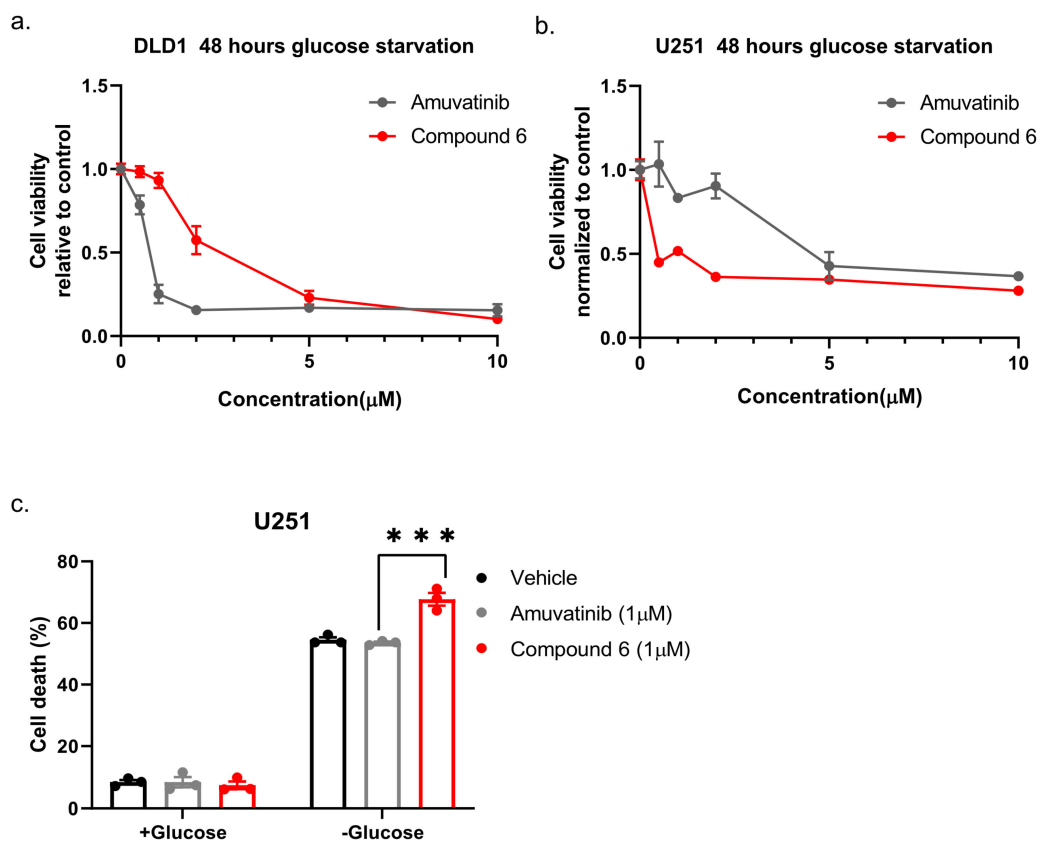 a.
DLD1 48 hours glucose starvation
1.5
1.0
0.5
0.0
Cell viability
relative to control
Amuvatinib
Compound 6
0 5 10
Concentration(μM)
b.
U251 48 hours glucose starvation
1.5
1.0
0.5
0.0
Cell viability
normalized to control
Amuvatinib
Compound 6
0 5 10
Concentration(μM)
c.
U251
* * *
80
60
40
20
0
Cell death (%)
Vehicle
Amuvatinib (1μM)
Compound 6 (1μM)
+Glucose -Glucose